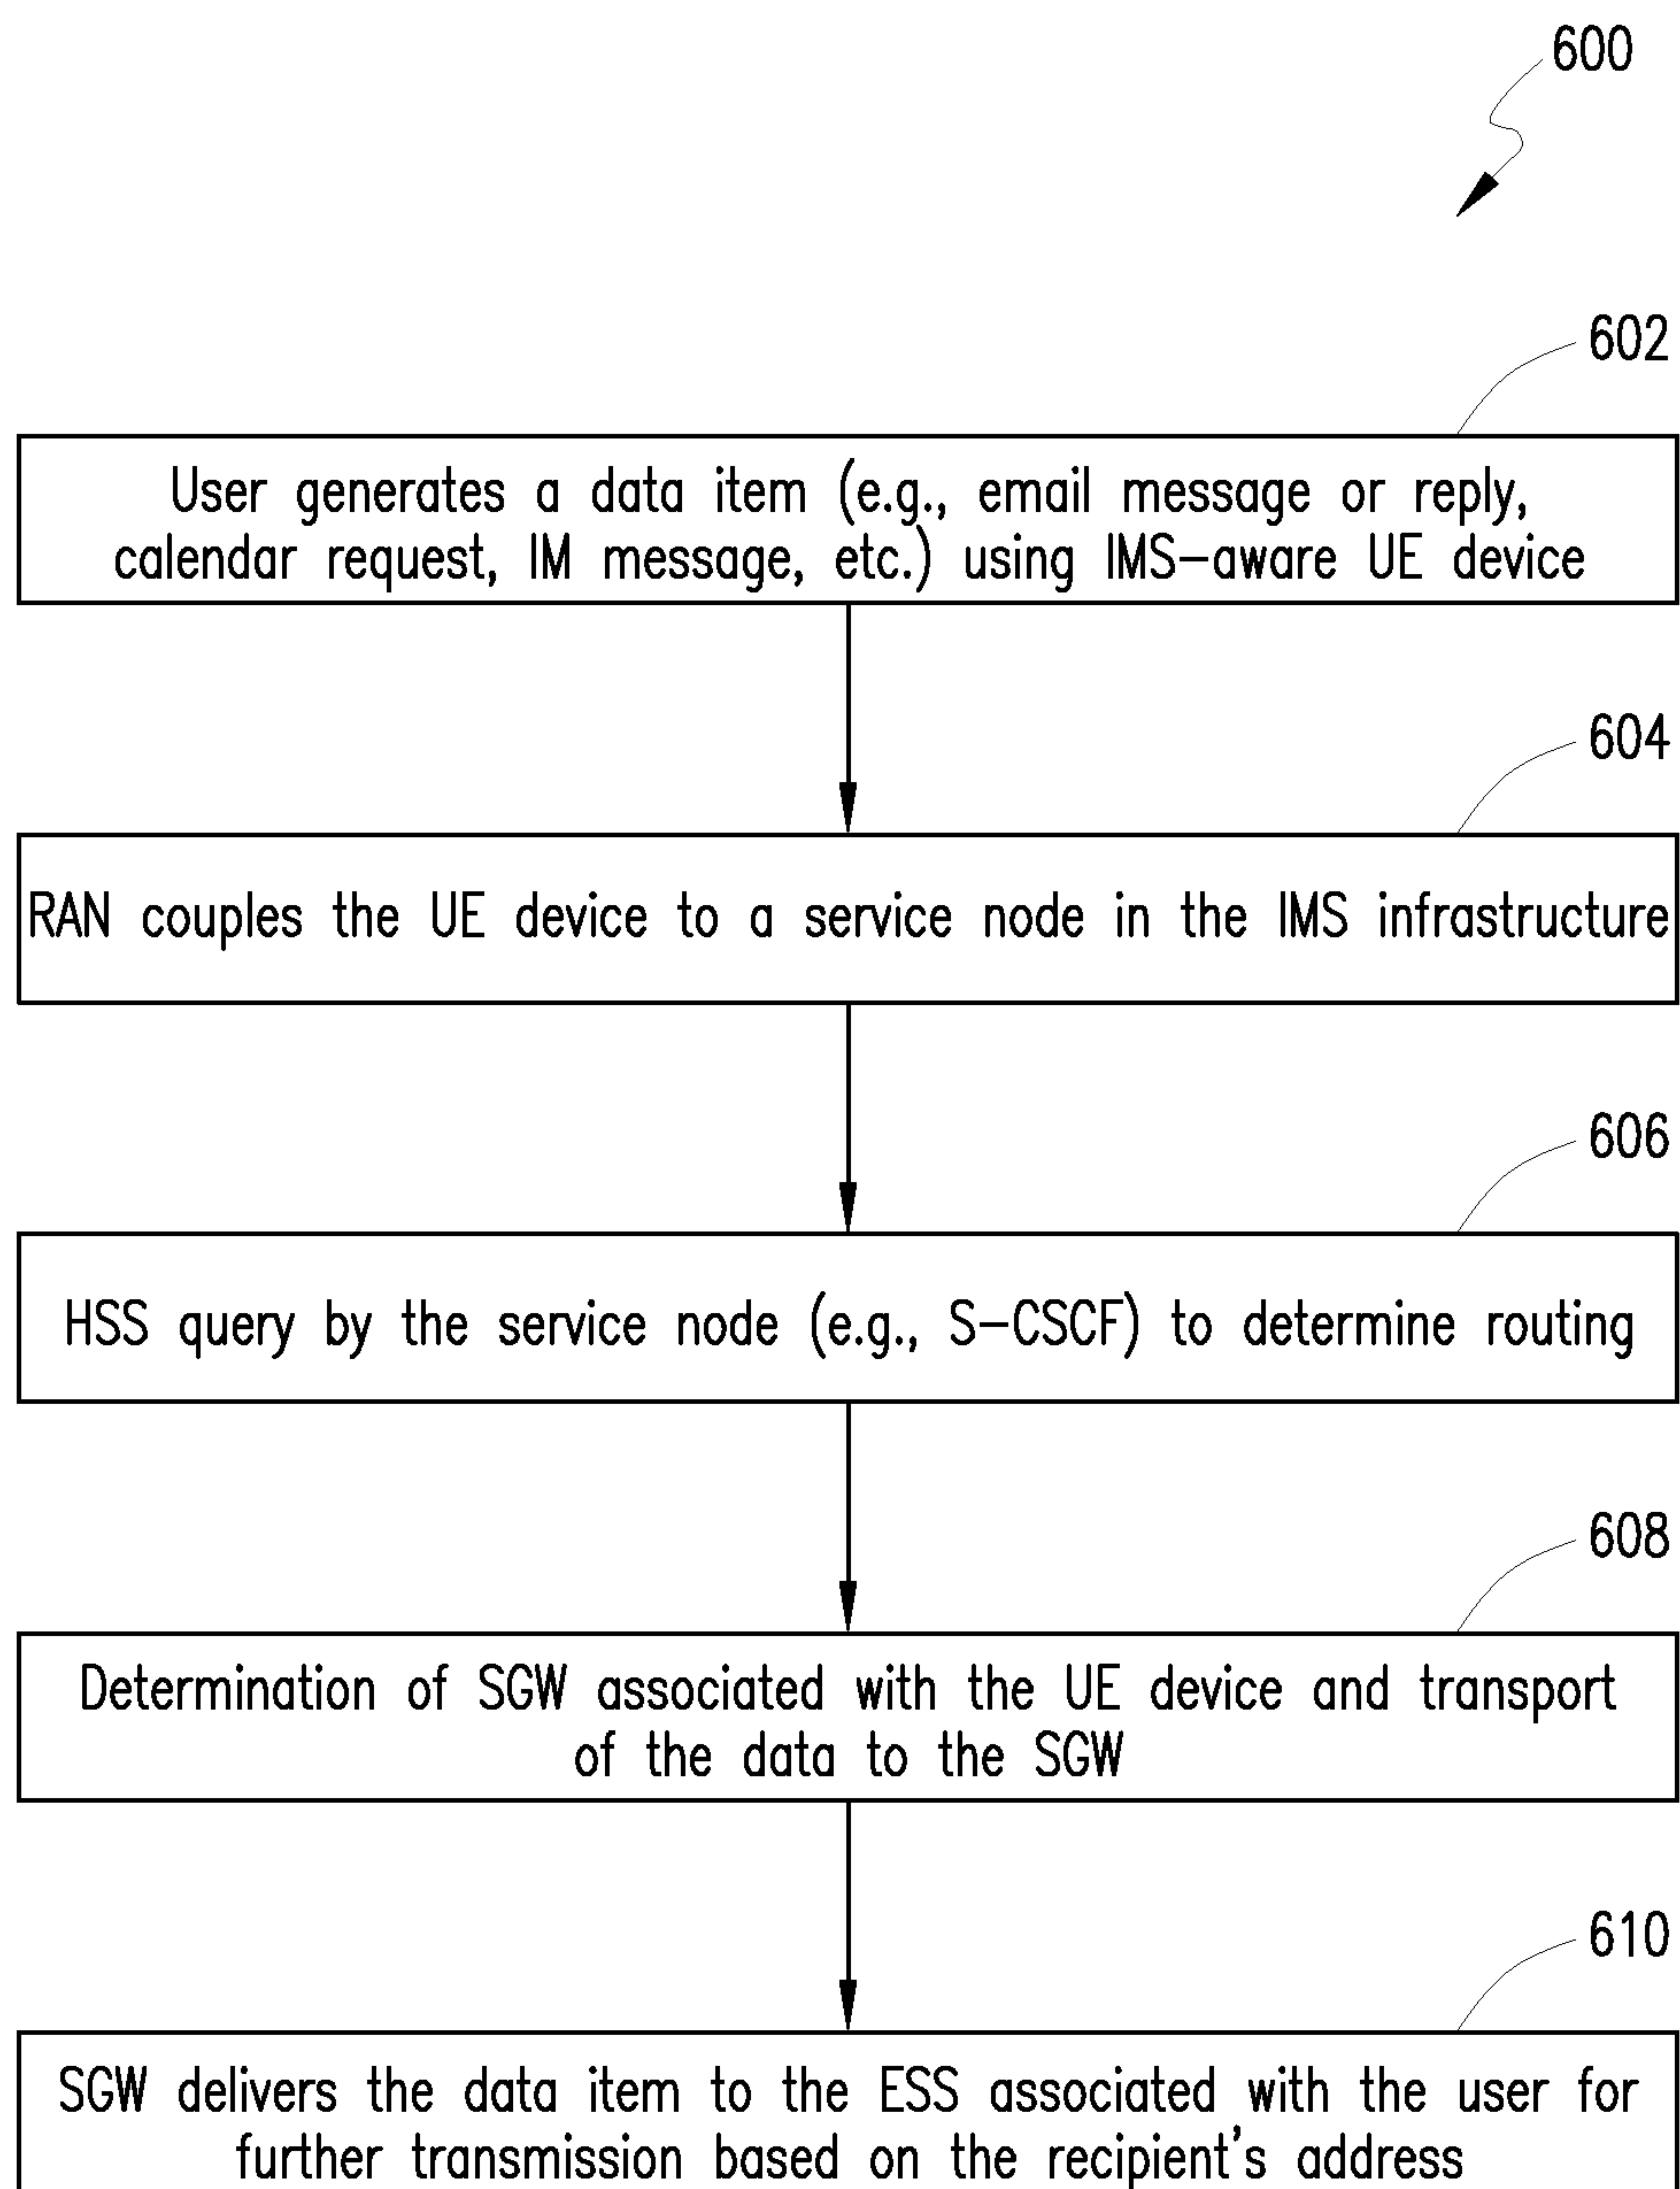 600
602
User generates a data item (e.g., email message or reply,
calendar request, IM message, etc.) using IMS-aware UE device
604
RAN couples the UE device to a service node in the IMS infrastructure
606
HSS query by the service node (e.g., S-CSCF) to determine routing
608
Determination of SGW associated with the UE device and transport
of the data to the SGW
610
SGW delivers the data item to the ESS associated with the user for
further transmission based on the recipient's address